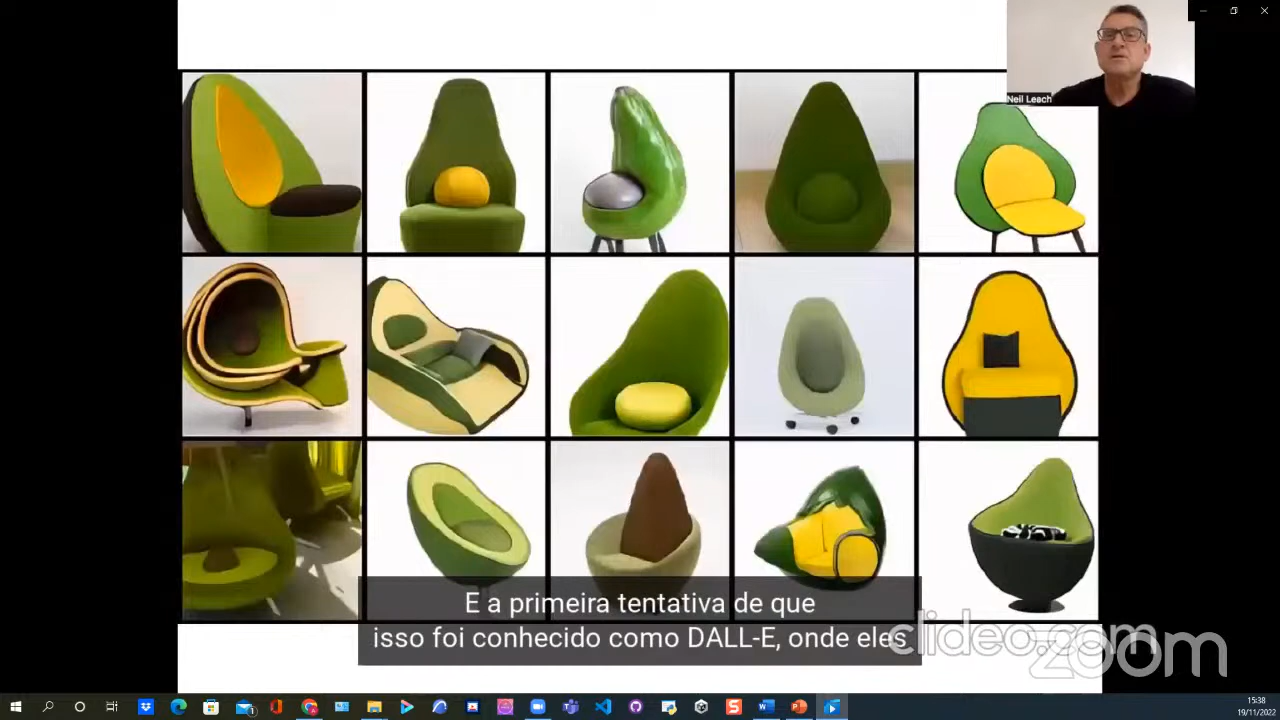 Neil Leach
E a primeira tentativa de que
isso foi conhecido como DALL-E, onde eles
clideo.com
zoom
15:38
19/11/2022